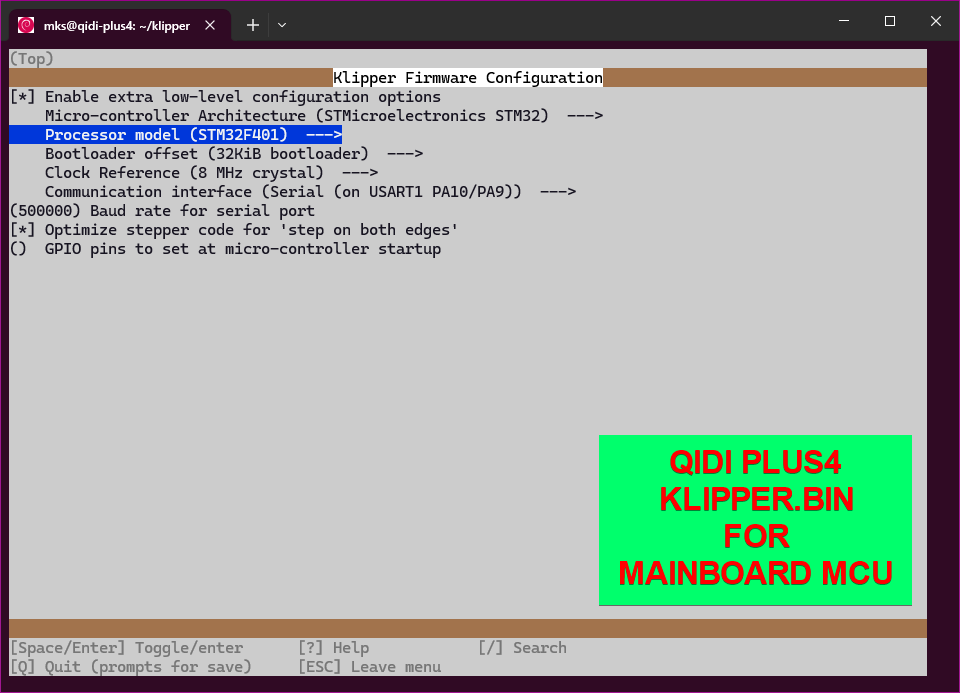 mks@qidi-plus4: ~/klipper
(Top)
Klipper Firmware Configuration
[*] Enable extra low-level configuration options
Micro-controller Architecture (STMicroelectronics STM32)  --->
Processor model (STM32F401)  --->
Bootloader offset (32KiB bootloader)  --->
Clock Reference (8 MHz crystal)  --->
Communication interface (Serial (on USART1 PA10/PA9))  --->
(500000) Baud rate for serial port
[*] Optimize stepper code for 'step on both edges'
()  GPIO pins to set at micro-controller startup
QIDI PLUS4
KLIPPER.BIN
FOR
MAINBOARD MCU
[Space/Enter] Toggle/enter      [?] Help            [/] Search
[Q] Quit (prompts for save)     [ESC] Leave menu